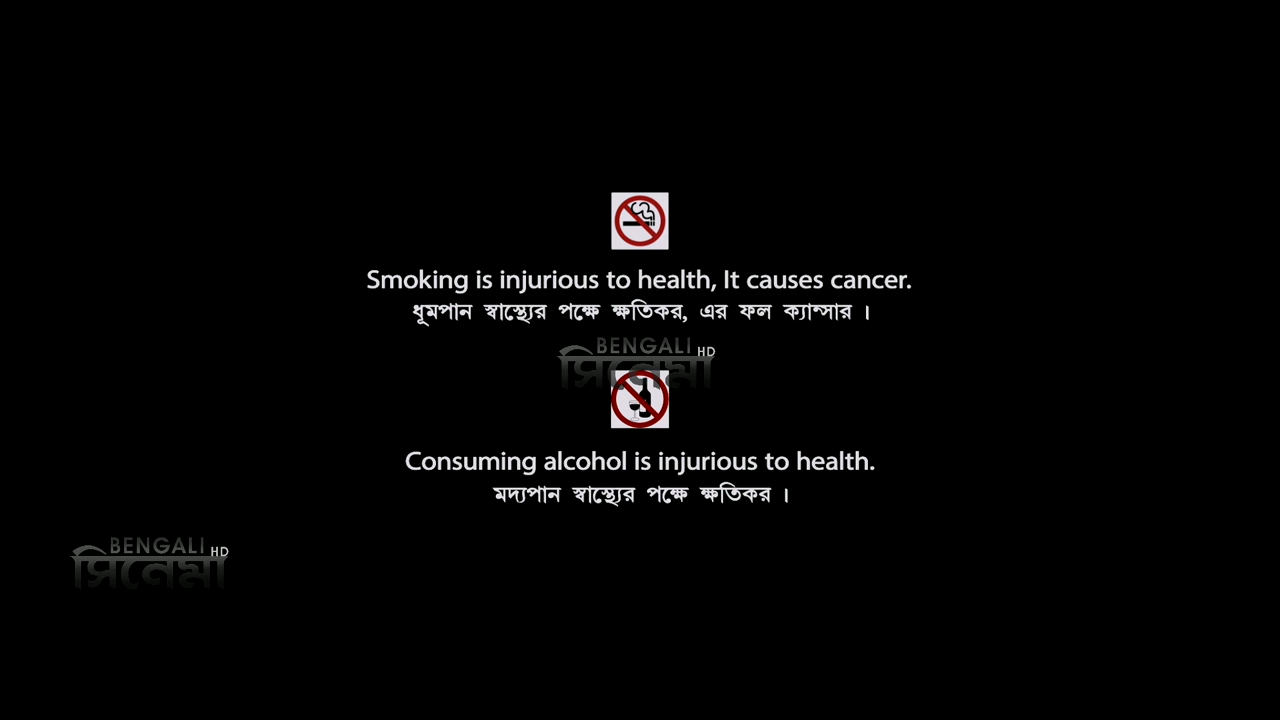 Smoking is injurious to health, It causes cancer.
ধূমপান স্বাস্থ্যের পক্ষে ক্ষতিকর, এর ফল ক্যান্সার ।
BENGALI HD
সিনেমা
Consuming alcohol is injurious to health.
মদ্যপান স্বাস্থ্যের পক্ষে ক্ষতিকর ।
BENGALI HD
সিনেমা